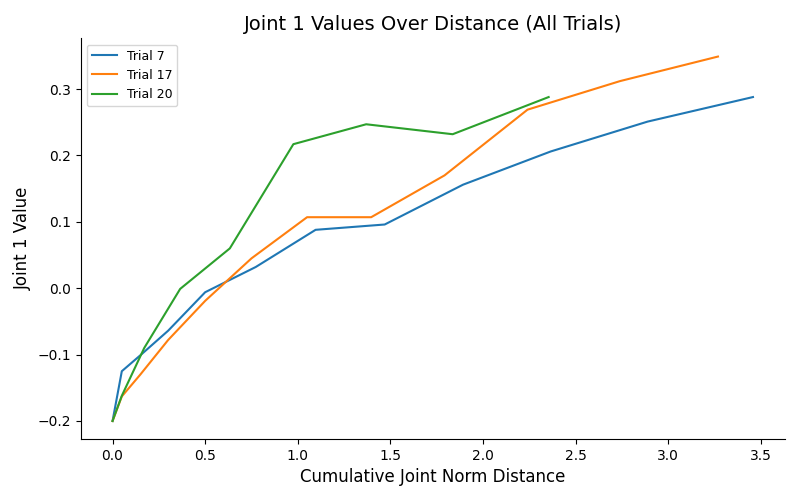 Joint 1 Values Over Distance (All Trials)
Trial 7
Trial 17
Trial 20
Joint 1 Value
0.3
0.2
0.1
0.0
−0.1
−0.2
0.0 0.5 1.0 1.5 2.0 2.5 3.0 3.5
Cumulative Joint Norm Distance